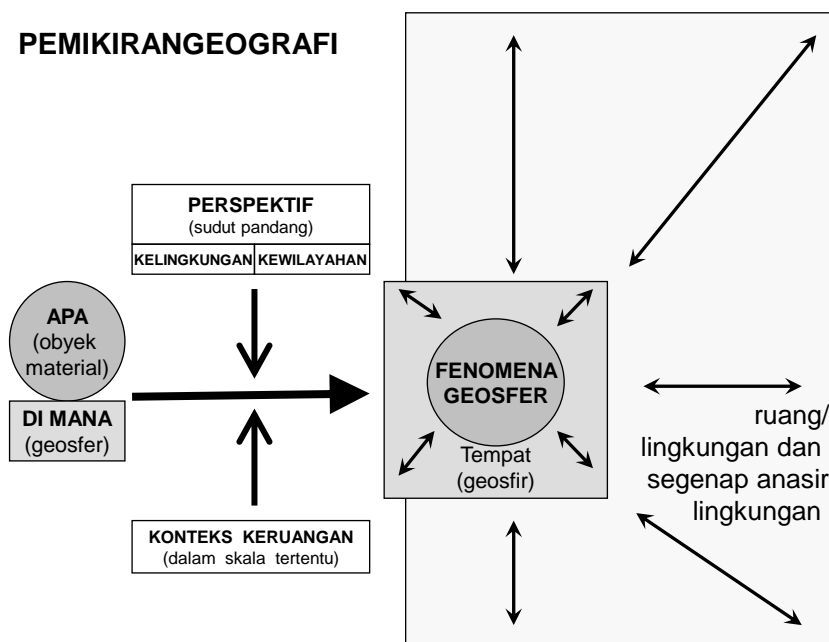 PEMIKIRANGEOGRAFI
PERSPEKTIF
(sudut pandang)
KELINGKUNGAN
KEWILAYAHAN
APA
(obyek
material)
DI MANA
(geosfer)
KONTEKS KERUANGAN
(dalam skala tertentu)
FENOMENA
GEOSFER
Tempat
(geosfir)
ruang/
lingkungan dan
segenap anasir
lingkungan